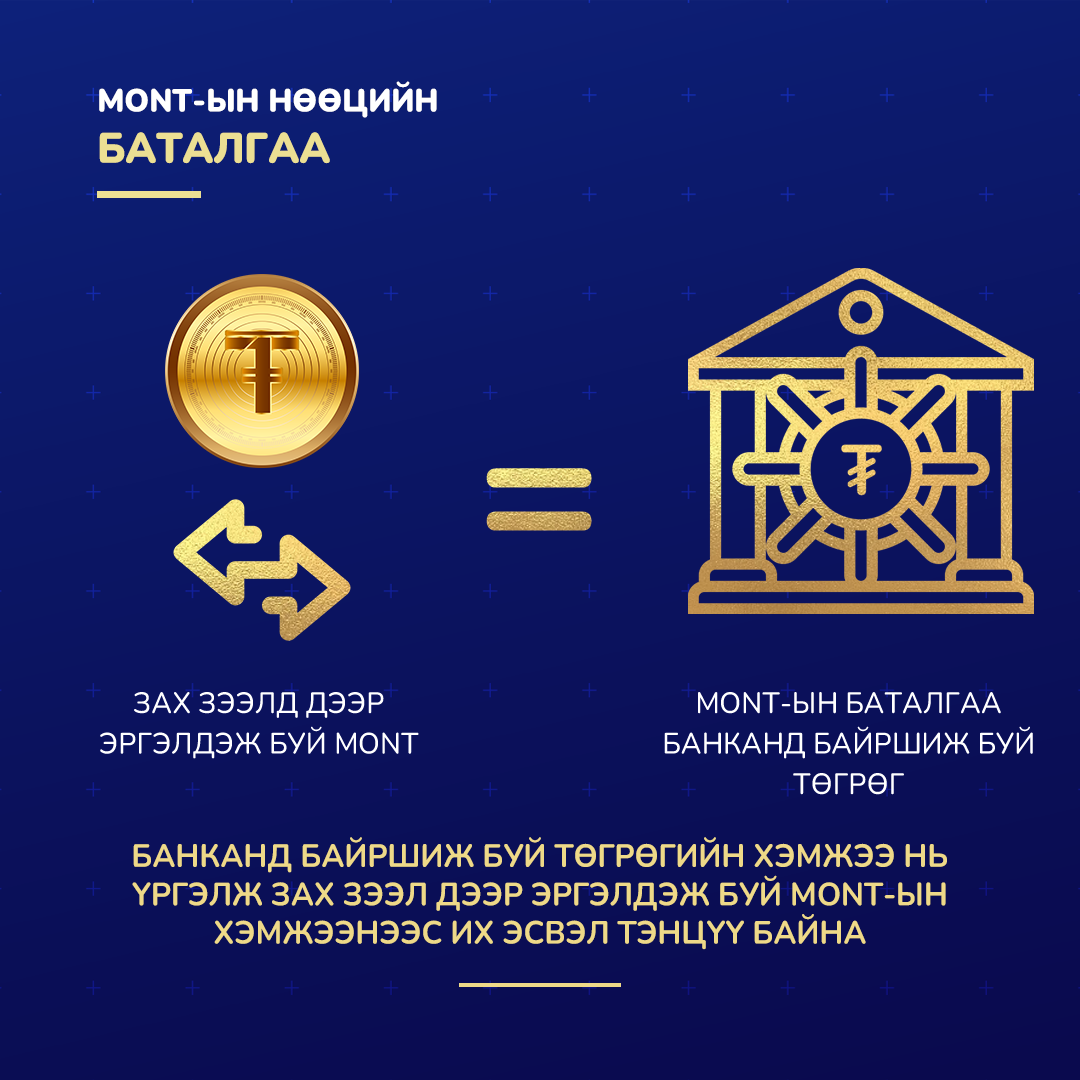 MONT-ЫН НӨӨЦИЙН
БАТАЛГАА
₮
₮
ЗАХ ЗЭЭЛД ДЭЭР
ЭРГЭЛДЭЖ БУЙ MONT
MONT-ЫН БАТАЛГАА
БАНКАНД БАЙРШИЖ БУЙ
ТӨГРӨГ
БАНКАНД БАЙРШИЖ БУЙ ТӨГРӨГИЙН ХЭМЖЭЭ НЬ
ҮРГЭЛЖ ЗАХ ЗЭЭЛ ДЭЭР ЭРГЭЛДЭЖ БУЙ MONT-ЫН
ХЭМЖЭЭНЭЭС ИХ ЭСВЭЛ ТЭНЦҮҮ БАЙНА